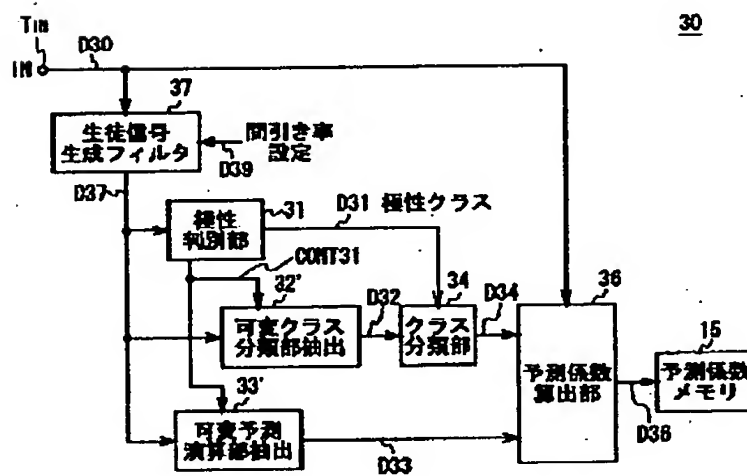 30
TIN
IN
D30
37
生徒信号
生成フィルタ
間引き率
設定
D39
D37
31
極性
判別部
D31 極性クラス
CONT31
32'
可変クラス
分類部抽出
D32
34
クラス
分類部
D34
36
予測係数
算出部
15
予測係数
メモリ
D36
33'
可変予測
演算部抽出
D33